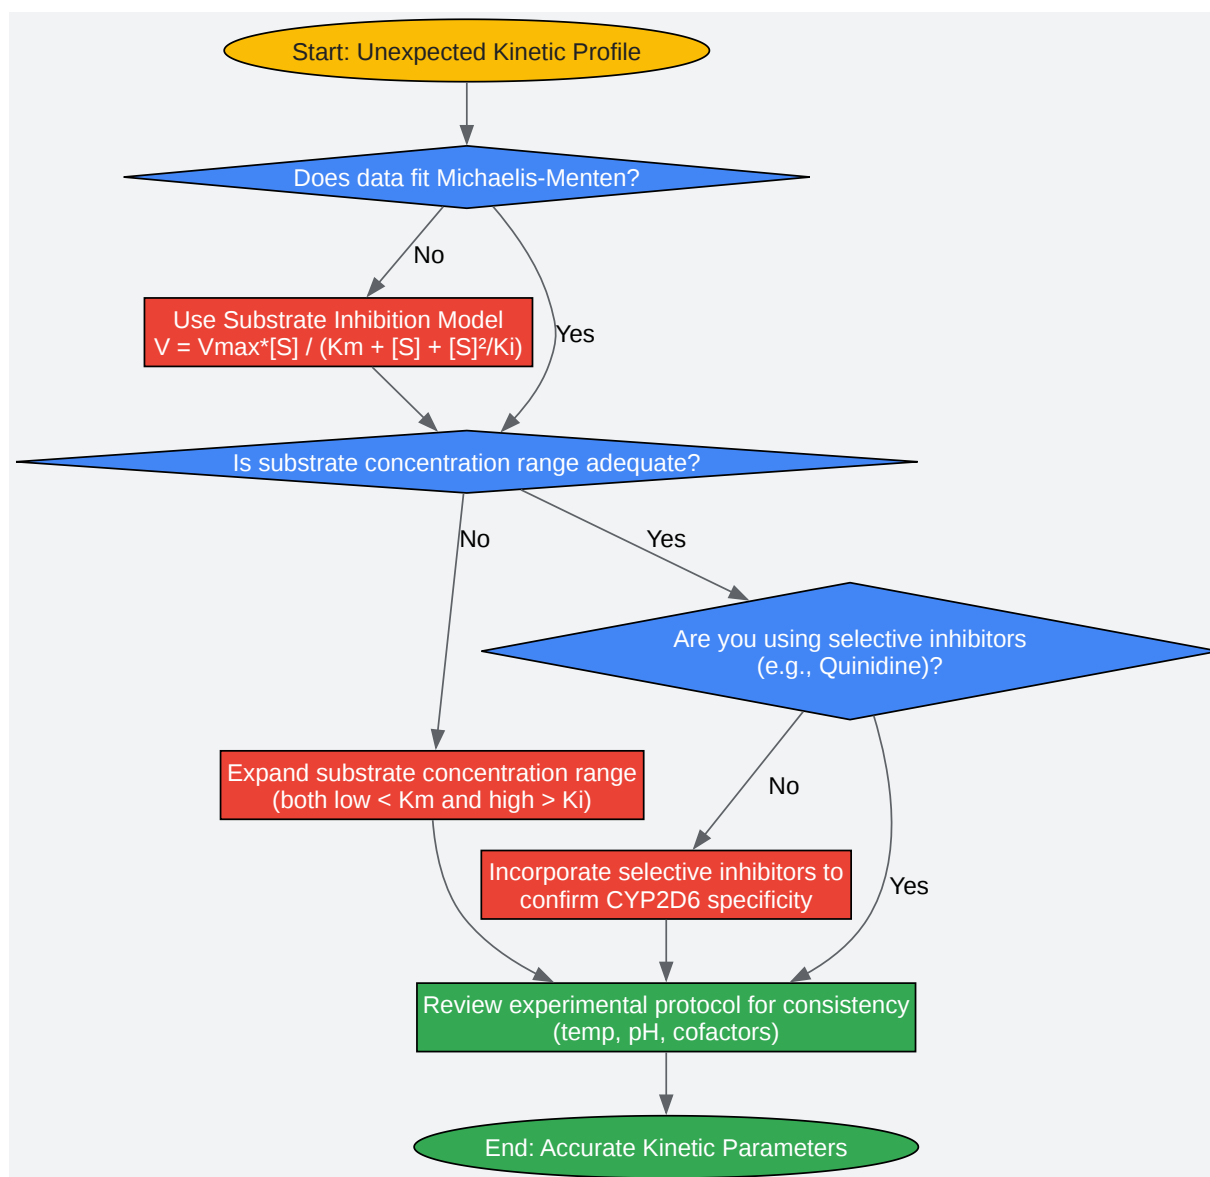 Start: Unexpected Kinetic Profile
Does data fit Michaelis-Menten?
No
Use Substrate Inhibition Model
V = Vmax*[S] / (Km + [S] + [S]²/Ki)
Yes
Is substrate concentration range adequate?
No
Yes
Are you using selective inhibitors
(e.g., Quinidine)?
Expand substrate concentration range
(both low < Km and high > Ki)
No
Incorporate selective inhibitors to
confirm CYP2D6 specificity
Yes
Review experimental protocol for consistency
(temp, pH, cofactors)
End: Accurate Kinetic Parameters